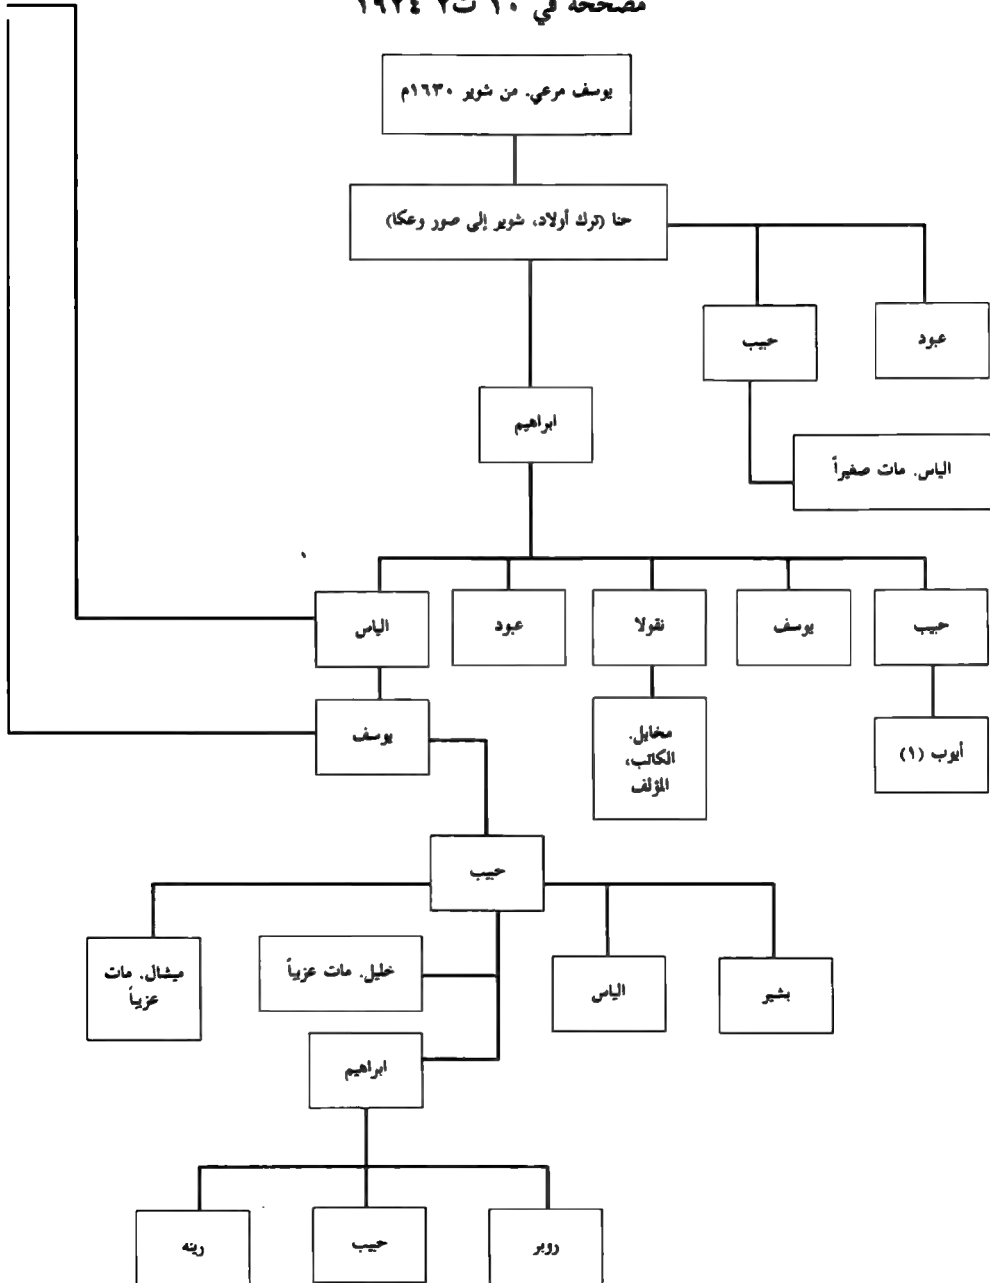 مصححة في ١٠ ت٢ ١٩٢٤
يوسف مرعي. من شوير ١٦٣٠م
حنا (ترك أولاد، شوير إلى صور وعكا)
عبود
حبيب
ابراهيم
الياس. مات صغيراً
حبيب
يوسف
نقولا
عبود
الياس
أيوب (١)
مخايل.
الكاتب،
المؤلف
يوسف
حبيب
بشير
الياس
خليل. مات عزيباً
ميشال. مات
عزيباً
ابراهيم
روبر
حبيب
رينه